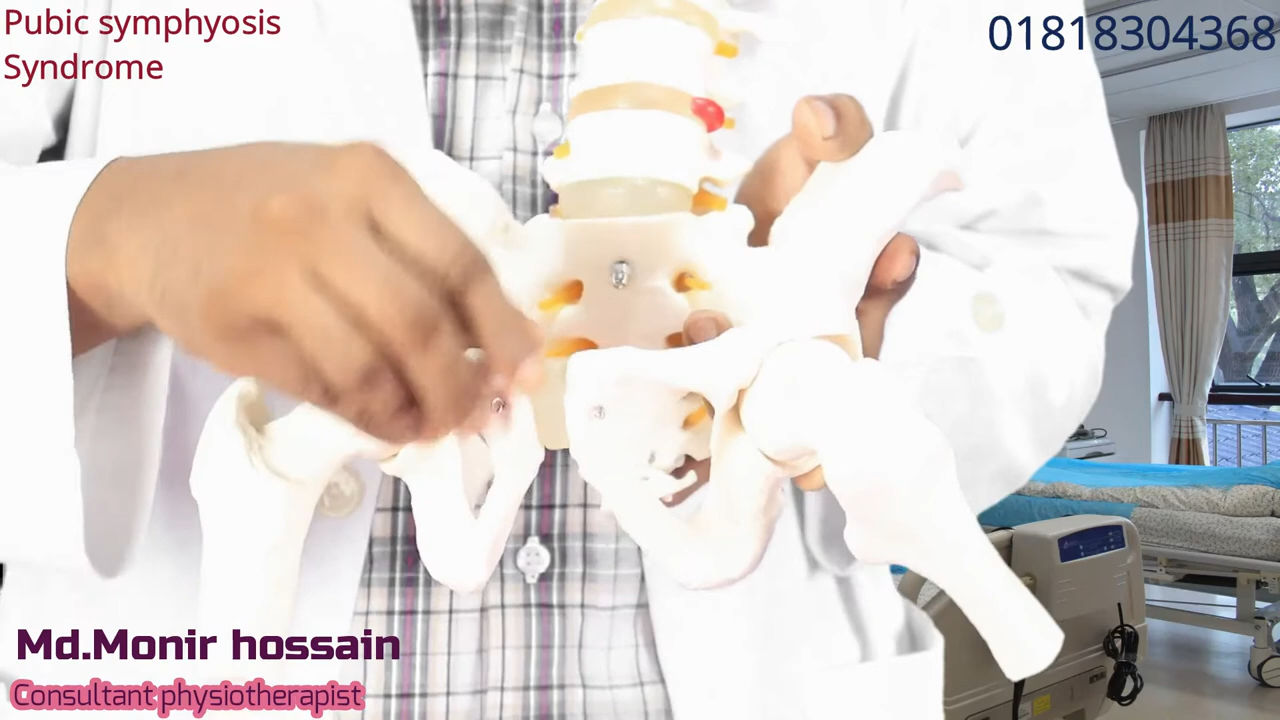 Pubic symphyosis
Syndrome
01818304368
Md.Monir hossain
Consultant physiotherapist